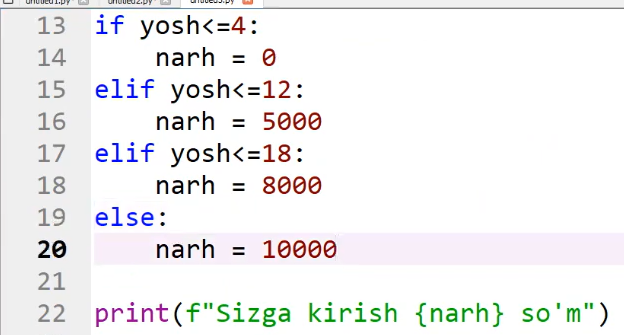 13 if yosh<=4:
14     narh = 0
15 elif yosh<=12:
16     narh = 5000
17 elif yosh<=18:
18     narh = 8000
19 else:
20     narh = 10000
21
22 print(f"Sizga kirish {narh} so'm")